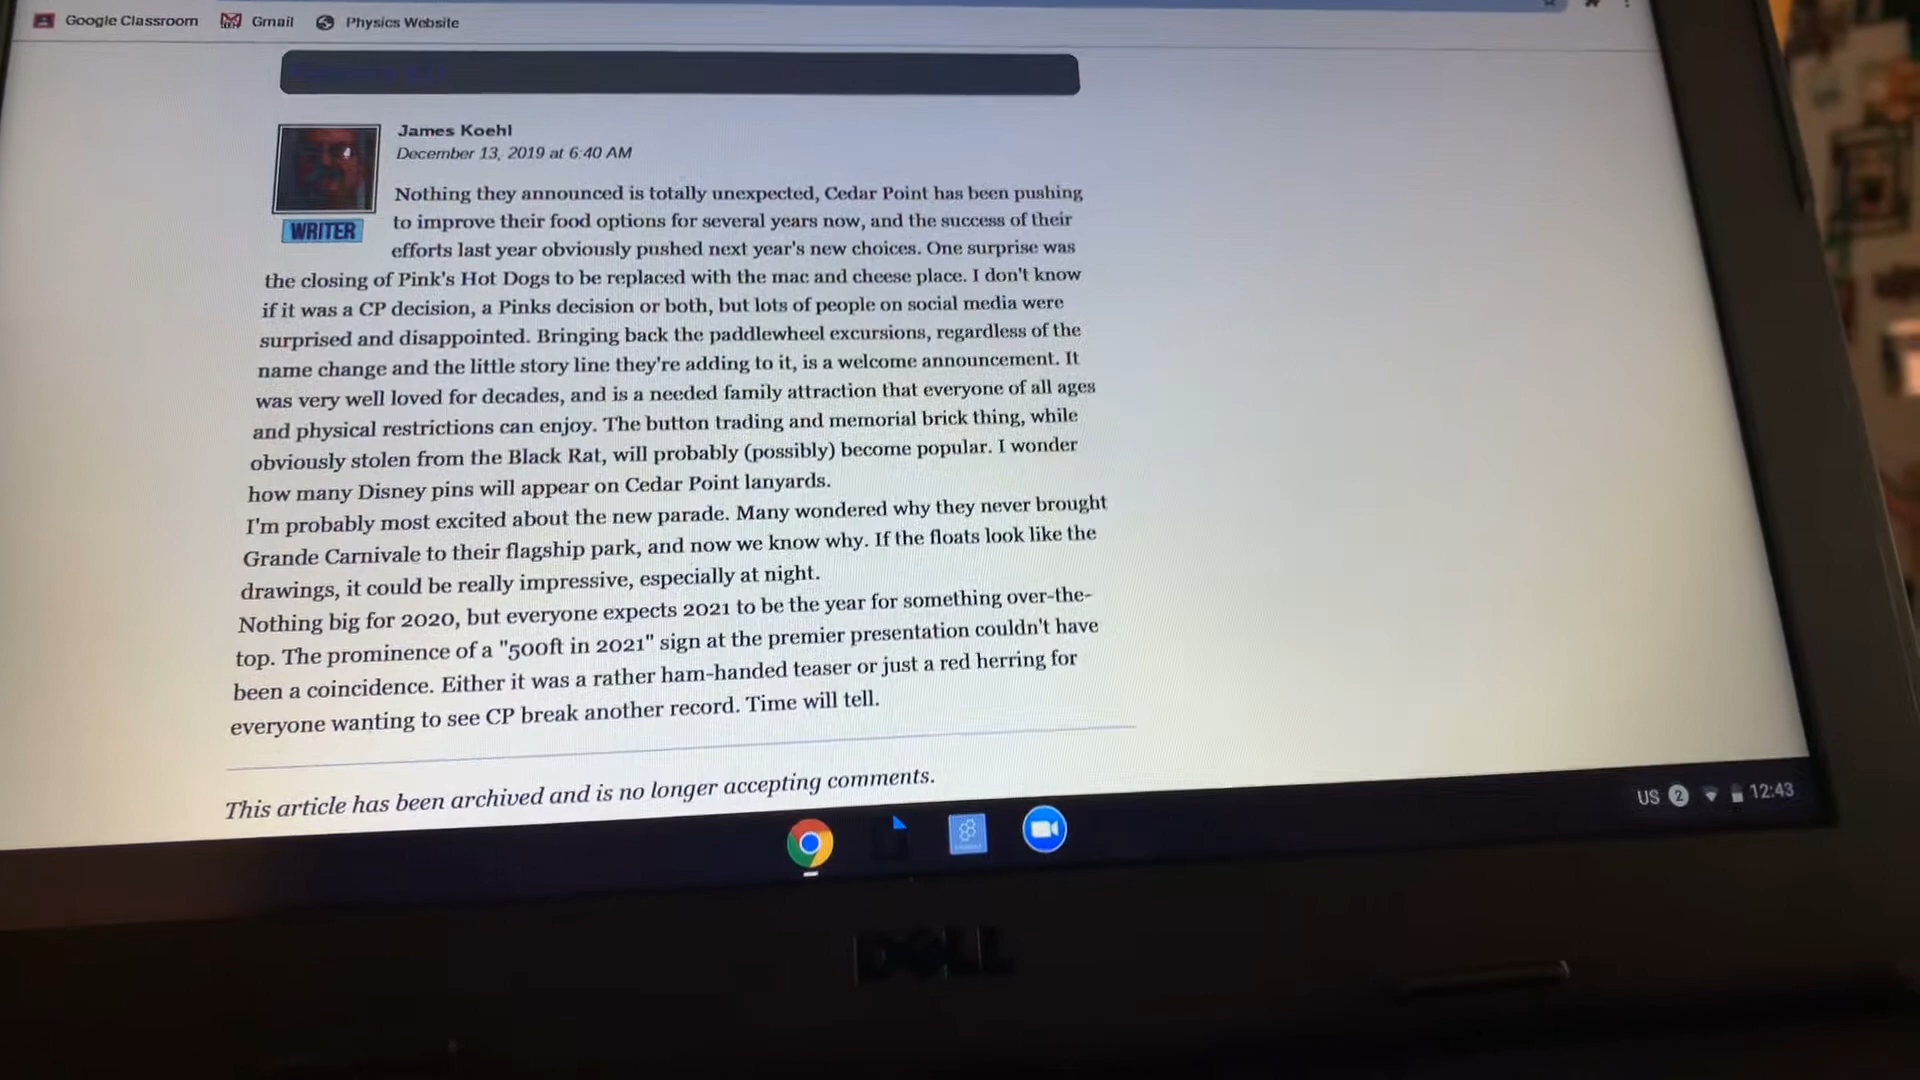 Google Classroom Gmail Physics Website
James Koehl
December 13, 2019 at 6:40 AM
WRITER
Nothing they announced is totally unexpected, Cedar Point has been pushing
to improve their food options for several years now, and the success of their
efforts last year obviously pushed next year's new choices. One surprise was
the closing of Pink's Hot Dogs to be replaced with the mac and cheese place. I don't know
if it was a CP decision, a Pinks decision or both, but lots of people on social media were
surprised and disappointed. Bringing back the paddlewheel excursions, regardless of the
name change and the little story line they're adding to it, is a welcome announcement. It
was very well loved for decades, and is a needed family attraction that everyone of all ages
and physical restrictions can enjoy. The button trading and memorial brick thing, while
obviously stolen from the Black Rat, will probably (possibly) become popular. I wonder
how many Disney pins will appear on Cedar Point lanyards.
I'm probably most excited about the new parade. Many wondered why they never brought
Grande Carnivale to their flagship park, and now we know why. If the floats look like the
drawings, it could be really impressive, especially at night.
Nothing big for 2020, but everyone expects 2021 to be the year for something over-the-
top. The prominence of a "500ft in 2021" sign at the premier presentation couldn't have
been a coincidence. Either it was a rather ham-handed teaser or just a red herring for
everyone wanting to see CP break another record. Time will tell.
This article has been archived and is no longer accepting comments.
US 2 12:43
DELL